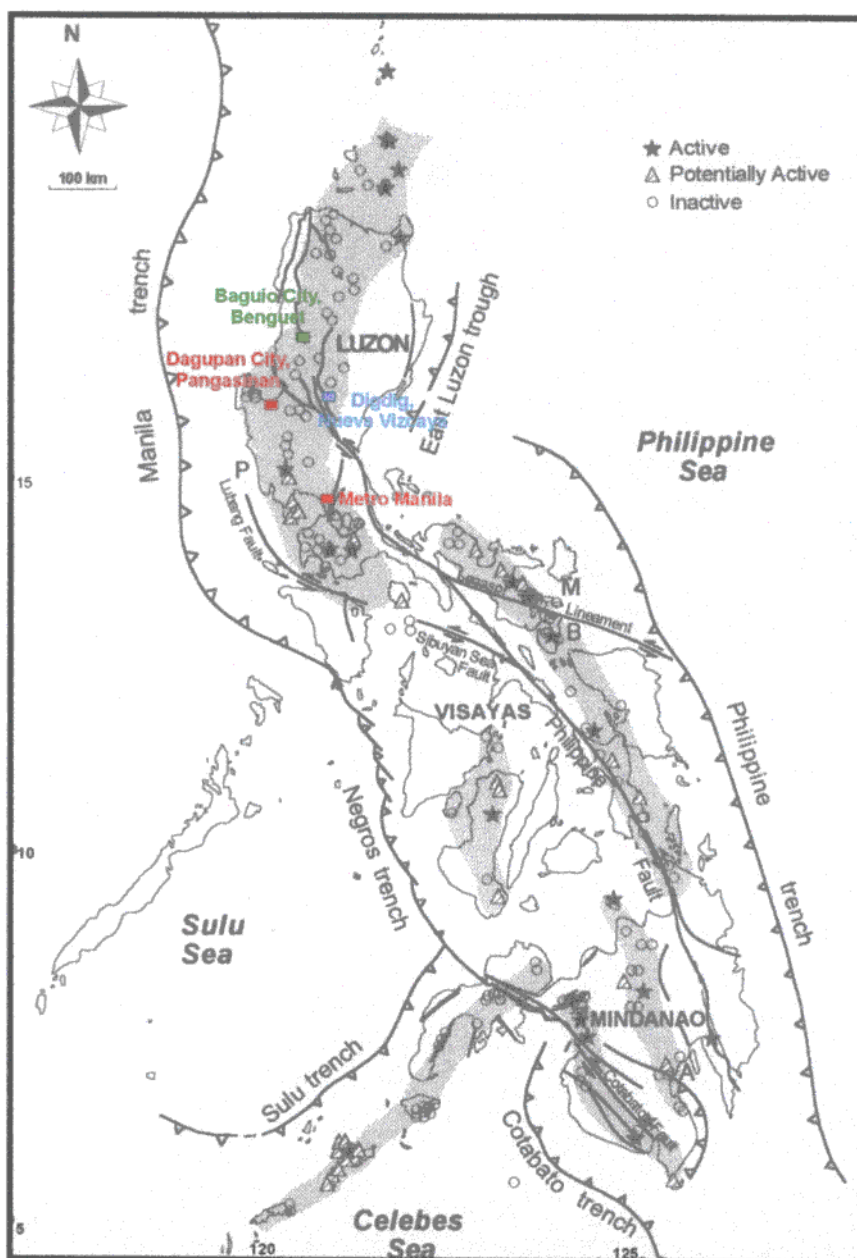 N
100 km
Active
Potentially Active
Inactive
trench
Baguio City,
Benguet
LUZON
Dagupan City,
Pangasinan
East Luzon trough
Digdig,
Nueva Vizcaya
Manila
Philippine
Sea
15
P
Metro Manila
Lubang Fault
M
Lineament
B
Sibuyan Sea
Fault
VISAYAS
Philippine
Philippine
Negros trench
10
Fault
trench
Sulu
Sea
MINDANAO
Sulu trench
Cotabato
trench
Celebes
Sea
5
120
125